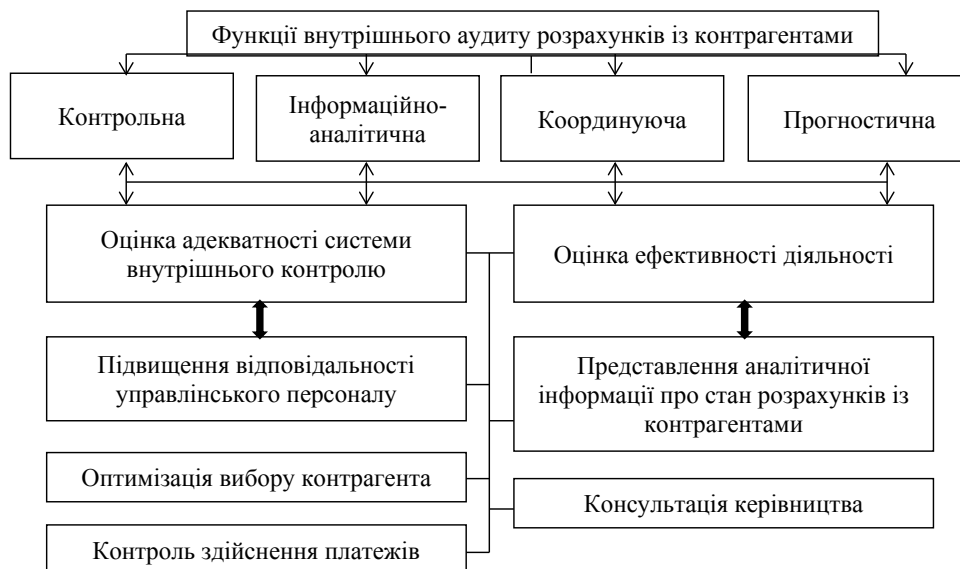 Функції внутрішнього аудиту розрахунків із контрагентами
Контрольна
Інформаційно-
аналітична
Координуюча
Прогностична
Оцінка адекватності системи
внутрішнього контролю
Оцінка ефективності діяльності
Підвищення відповідальності
управлінського персоналу
Представлення аналітичної
інформації про стан розрахунків із
контрагентами
Оптимізація вибору контрагента
Консультація керівництва
Контроль здійснення платежів